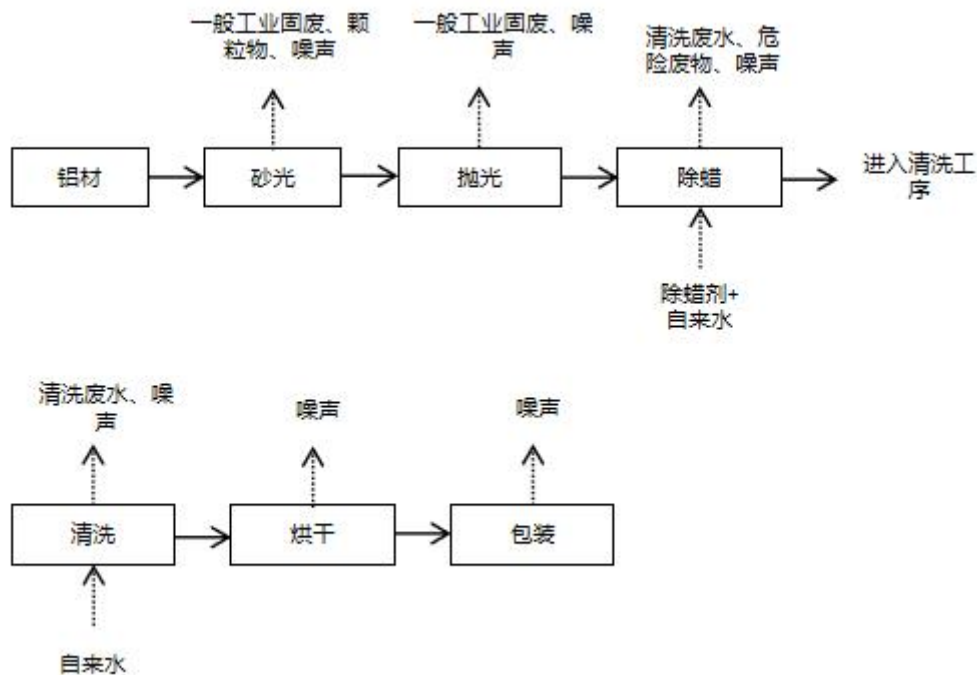 一般工业固废、颗
粒物、噪声
一般工业固废、噪
声
清洗废水、危
险废物、噪声
铝材
砂光
抛光
除蜡
进入清洗工
序
除蜡剂+
自来水
清洗废水、噪
声
噪声
噪声
清洗
烘干
包装
自来水